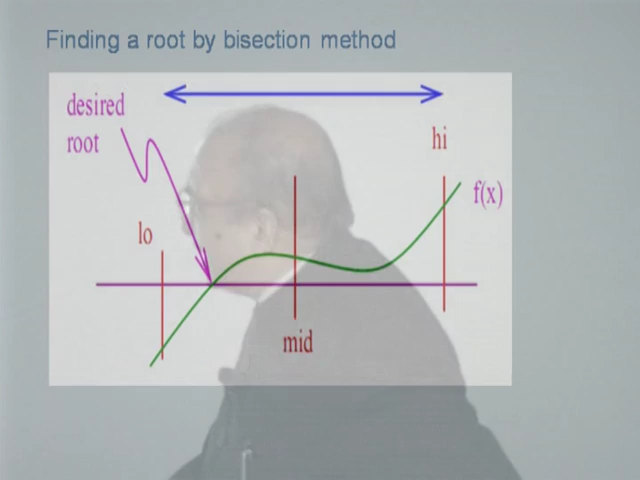 Finding a root by bisection method
desired
root
hi
f(x)
lo
mid